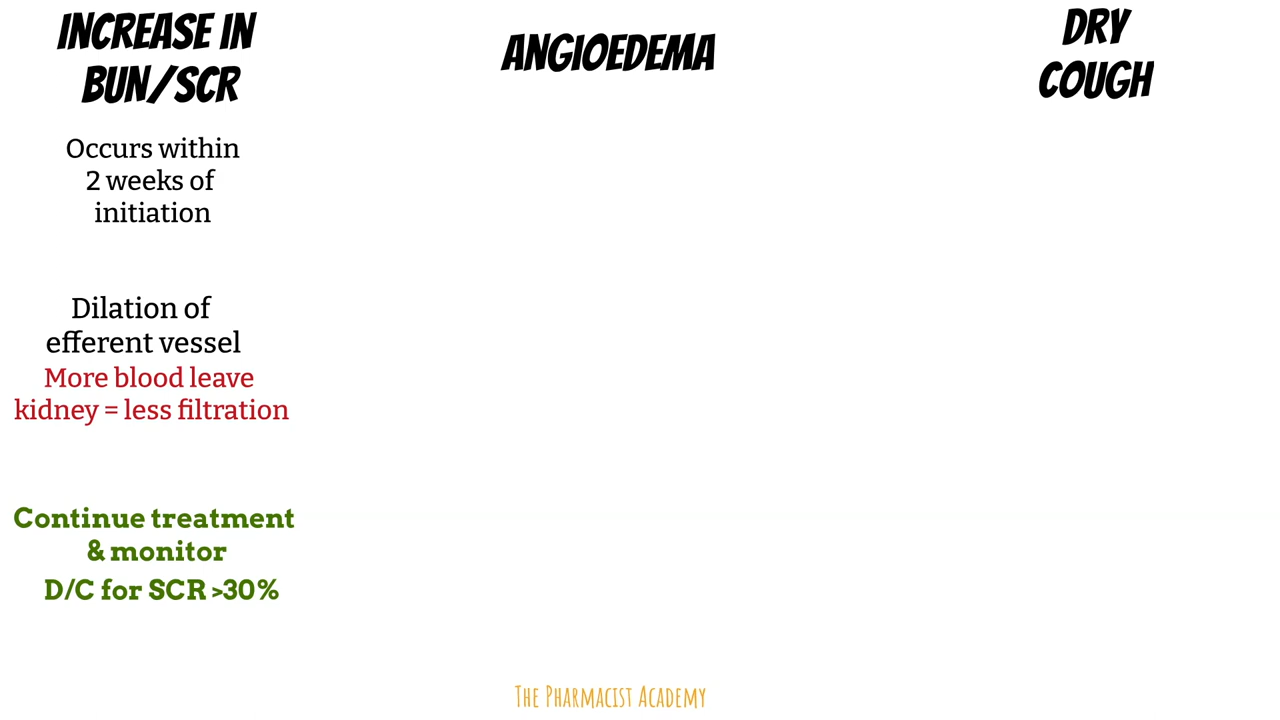 INCREASE IN
BUN/SCR
Occurs within
2 weeks of
initiation
Dilation of
efferent vessel
More blood leave
kidney = less filtration
Continue treatment
& monitor
D/C for SCR >30%
ANGIOEDEMA
DRY
COUGH
The Pharmacist Academy